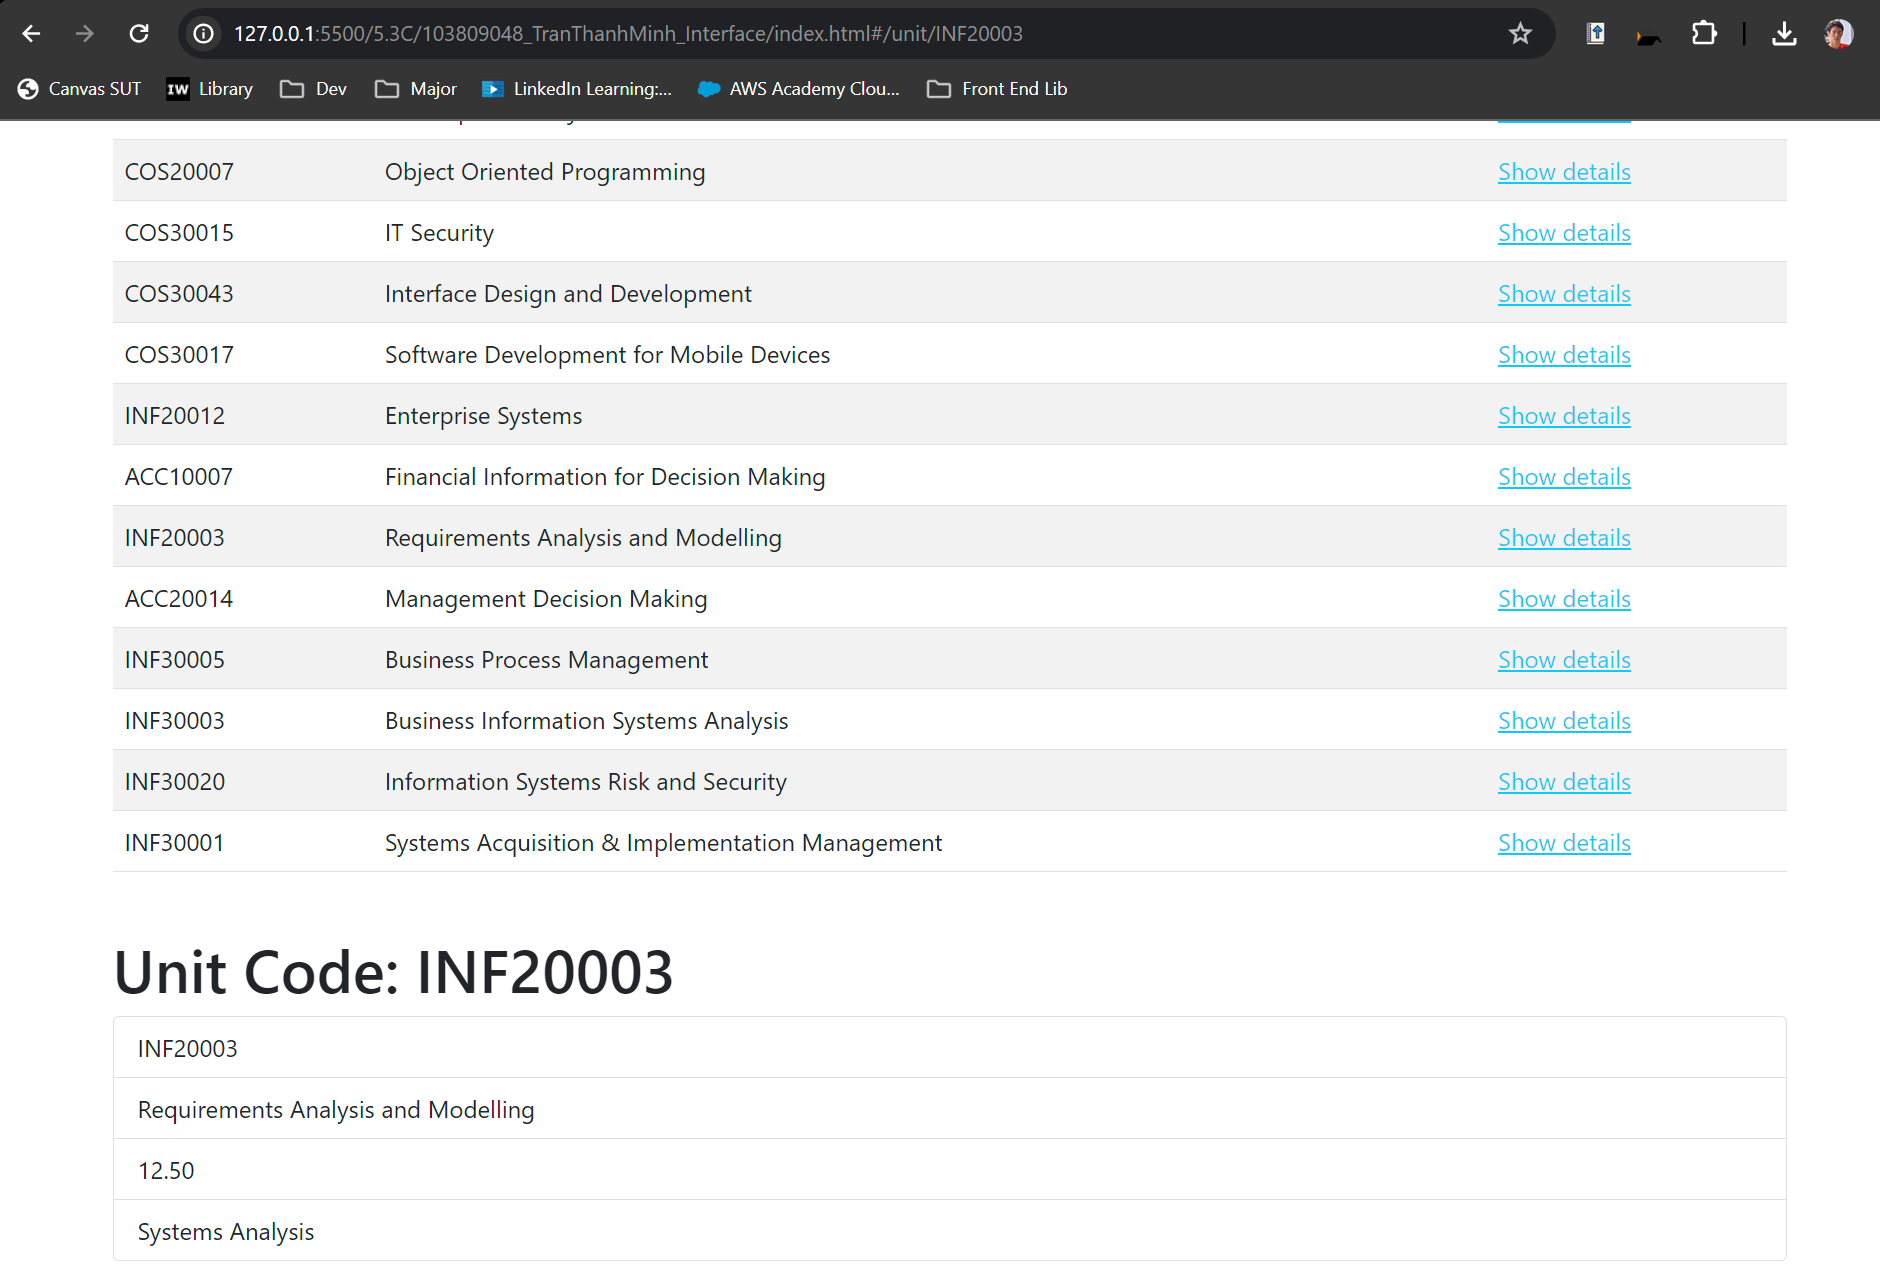 127.0.0.1:5500/5.3C/103809048_TranThanhMinh_Interface/index.html#/unit/INF20003
Canvas SUT IW Library Dev Major LinkedIn Learning:... AWS Academy Clou... Front End Lib
COS20007 Object Oriented Programming Show details
COS30015 IT Security Show details
COS30043 Interface Design and Development Show details
COS30017 Software Development for Mobile Devices Show details
INF20012 Enterprise Systems Show details
ACC10007 Financial Information for Decision Making Show details
INF20003 Requirements Analysis and Modelling Show details
ACC20014 Management Decision Making Show details
INF30005 Business Process Management Show details
INF30003 Business Information Systems Analysis Show details
INF30020 Information Systems Risk and Security Show details
INF30001 Systems Acquisition & Implementation Management Show details
Unit Code: INF20003
INF20003
Requirements Analysis and Modelling
12.50
Systems Analysis